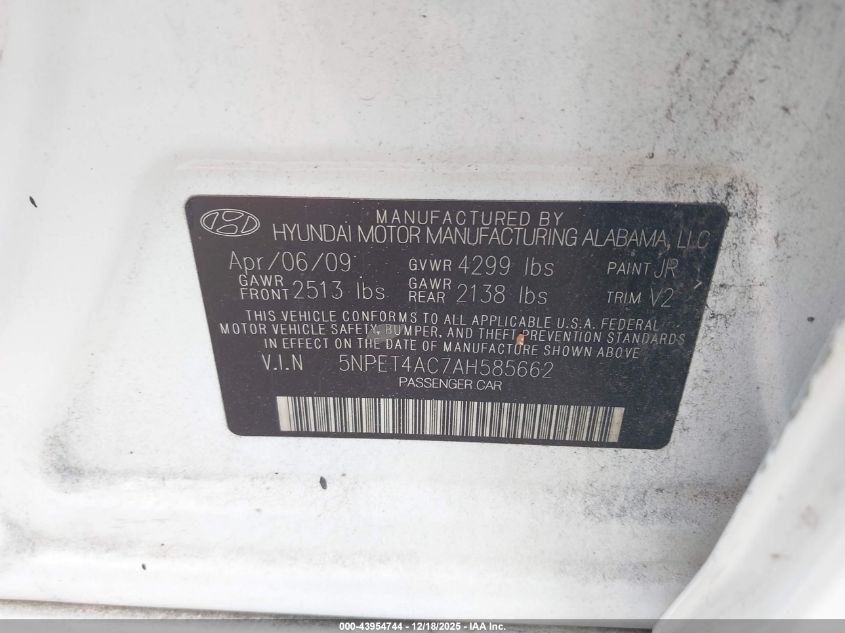 MANUFACTURED BY
HYUNDAI MOTOR MANUFACTURING ALABAMA, LLC
Apr/06/09 GVWR 4299 lbs PAINT JR
GAWR FRONT 2513 lbs GAWR REAR 2138 lbs TRIM V2
THIS VEHICLE CONFORMS TO ALL APPLICABLE U.S.A. FEDERAL
MOTOR VEHICLE SAFETY, BUMPER, AND THEFT PREVENTION STANDARDS
IN EFFECT ON THE DATE OF MANUFACTURE SHOWN ABOVE
V.I.N 5NPET4AC7AH585662
PASSENGER CAR
000-43954744 - 12/18/2025 - IAA Inc.